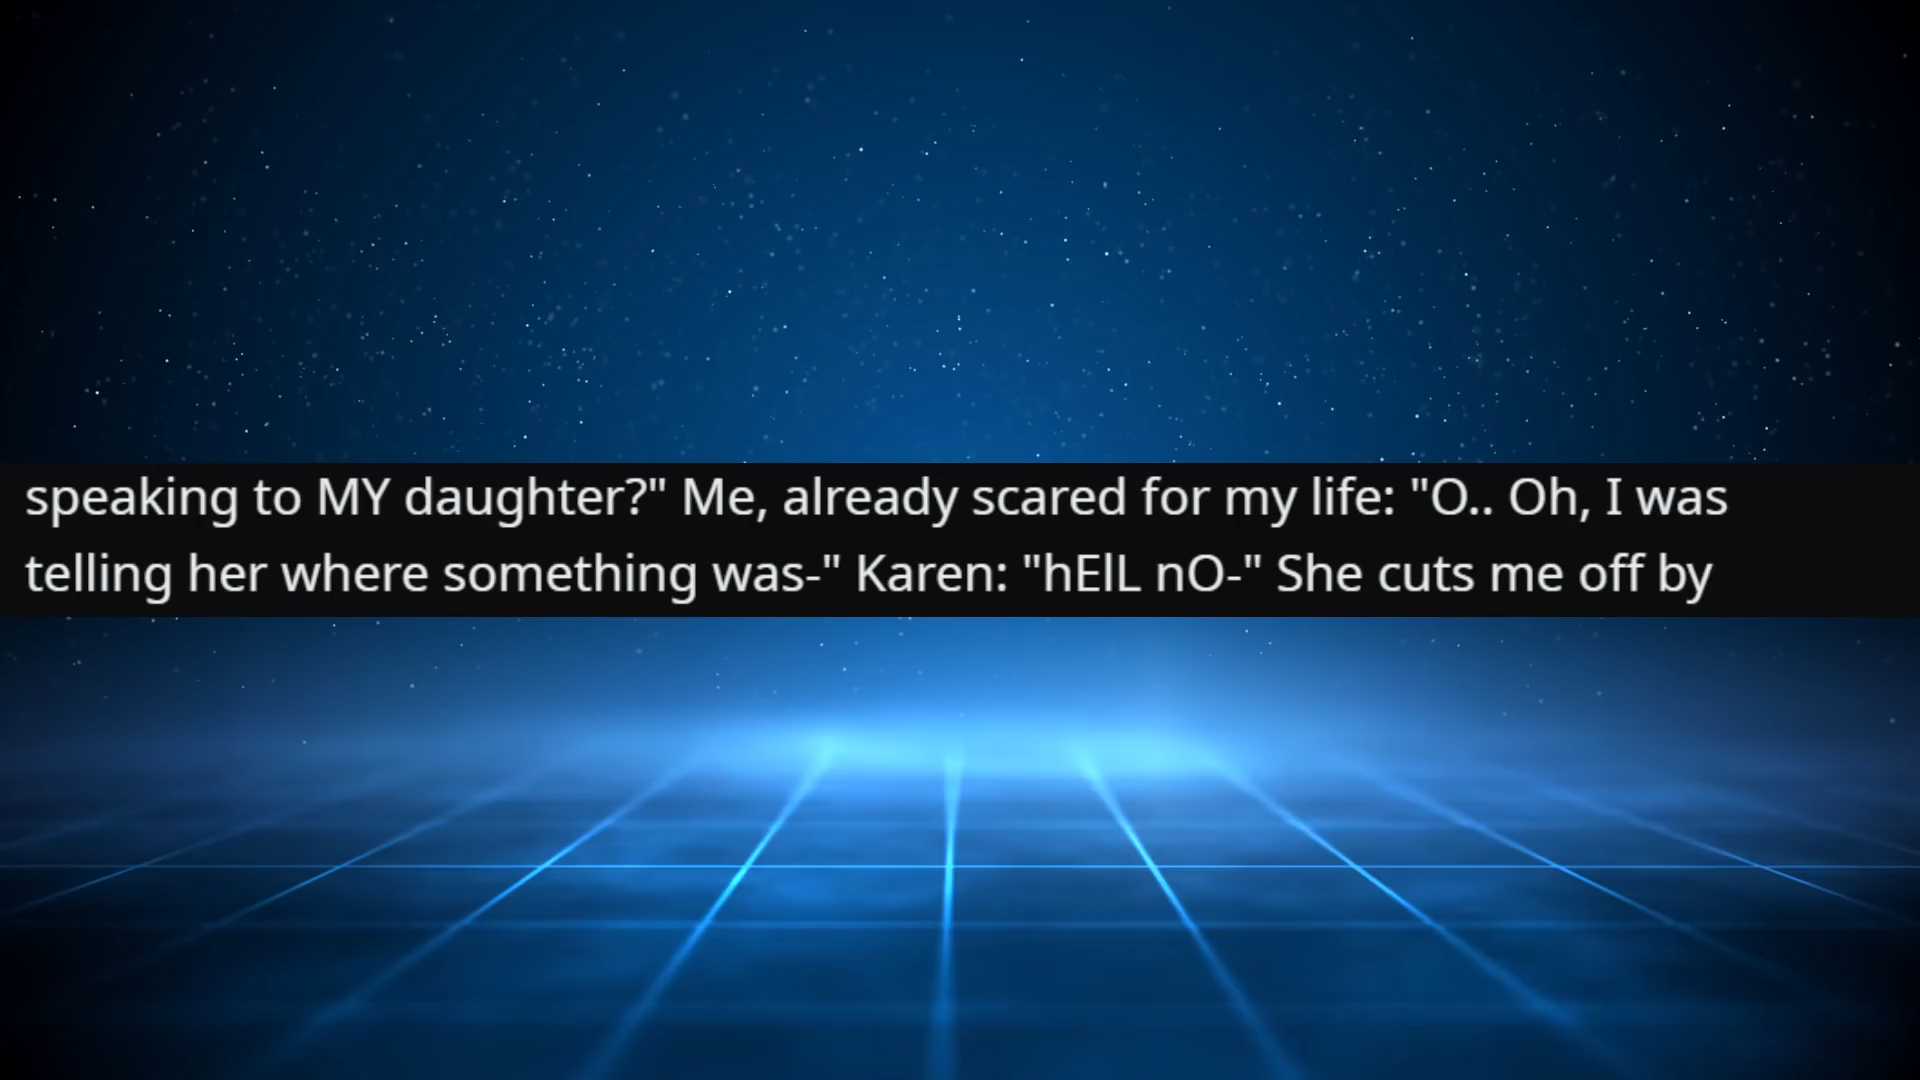 speaking to MY daughter?" Me, already scared for my life: "O.. Oh, I was
telling her where something was-" Karen: "hElL nO-" She cuts me off by